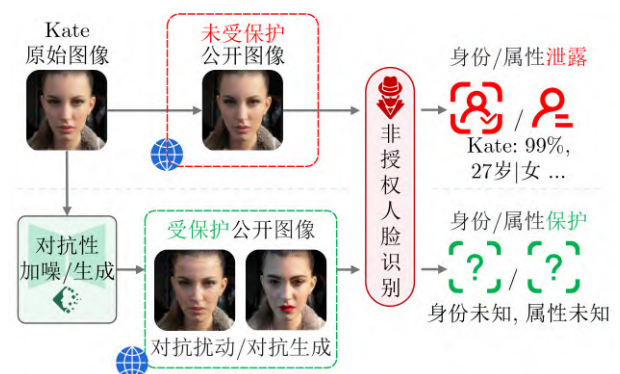 Kate
原始图像
未受保护
公开图像
非授权人脸识别
身份/属性泄露
/
Kate: 99%,
27岁|女 ...
对抗性
加噪/生成
受保护公开图像
对抗扰动/对抗生成
身份/属性保护
? / ?
身份未知, 属性未知